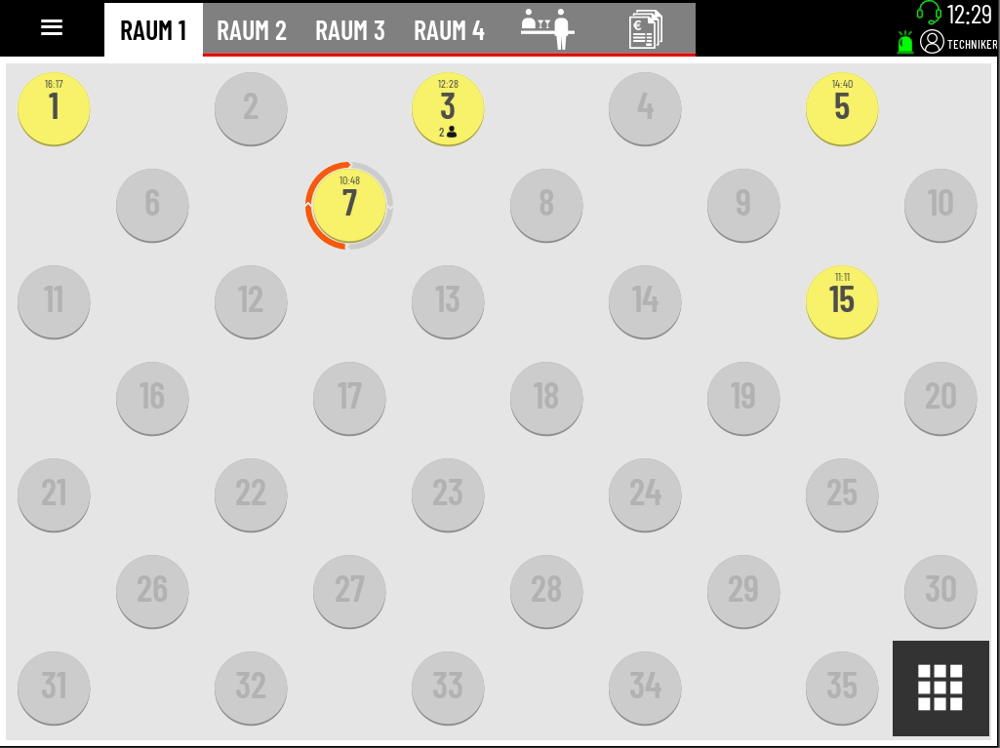 RAUM 1 RAUM 2 RAUM 3 RAUM 4 12:29
TECHNIKER
16:17 12:28 14:40
1 2 3 4 5
2
10:48
6 7 8 9 10
11:11
11 12 13 14 15
16 17 18 19 20
21 22 23 24 25
26 27 28 29 30
31 32 33 34 35